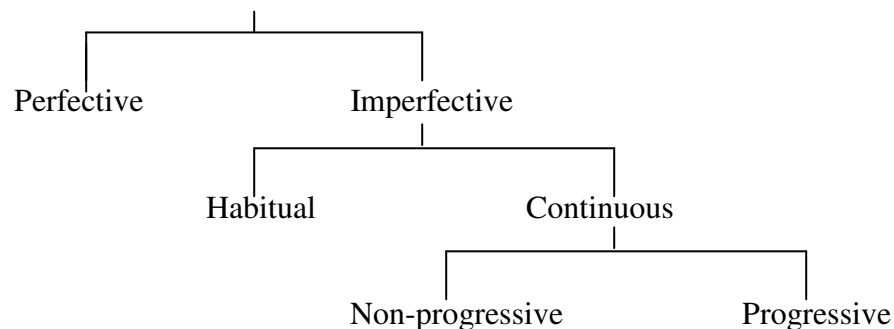 Perfective Imperfective
Habitual Continuous
Non-progressive Progressive